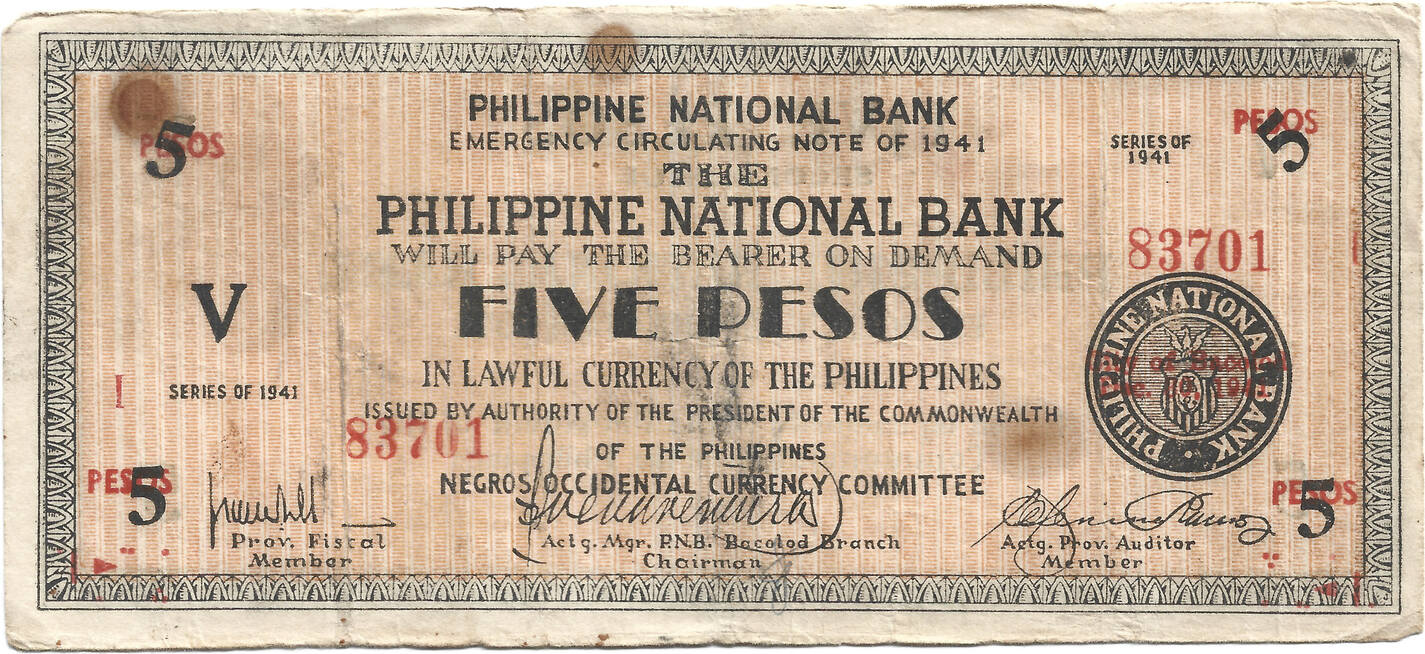 PHILIPPINE NATIONAL BANK
EMERGENCY CIRCULATING NOTE OF 1941
PESOS
5
SERIES OF
1941
PESOS
5
THE
PHILIPPINE NATIONAL BANK
WILL PAY THE BEARER ON DEMAND
83701
FIVE PESOS
V
PHILIPPINE NATIONAL BANK
IN LAWFUL CURRENCY OF THE PHILIPPINES
SERIES OF 1941
ISSUED BY AUTHORITY OF THE PRESIDENT OF THE COMMONWEALTH
83701
OF THE PHILIPPINES
NEGROS OCCIDENTAL CURRENCY COMMITTEE
PESOS
5
PESOS
5
Prov. Fiscal
Member
Actg. Mgr. P.N.B. Bacolod Branch
Chairman
Actg. Prov. Auditor
Member